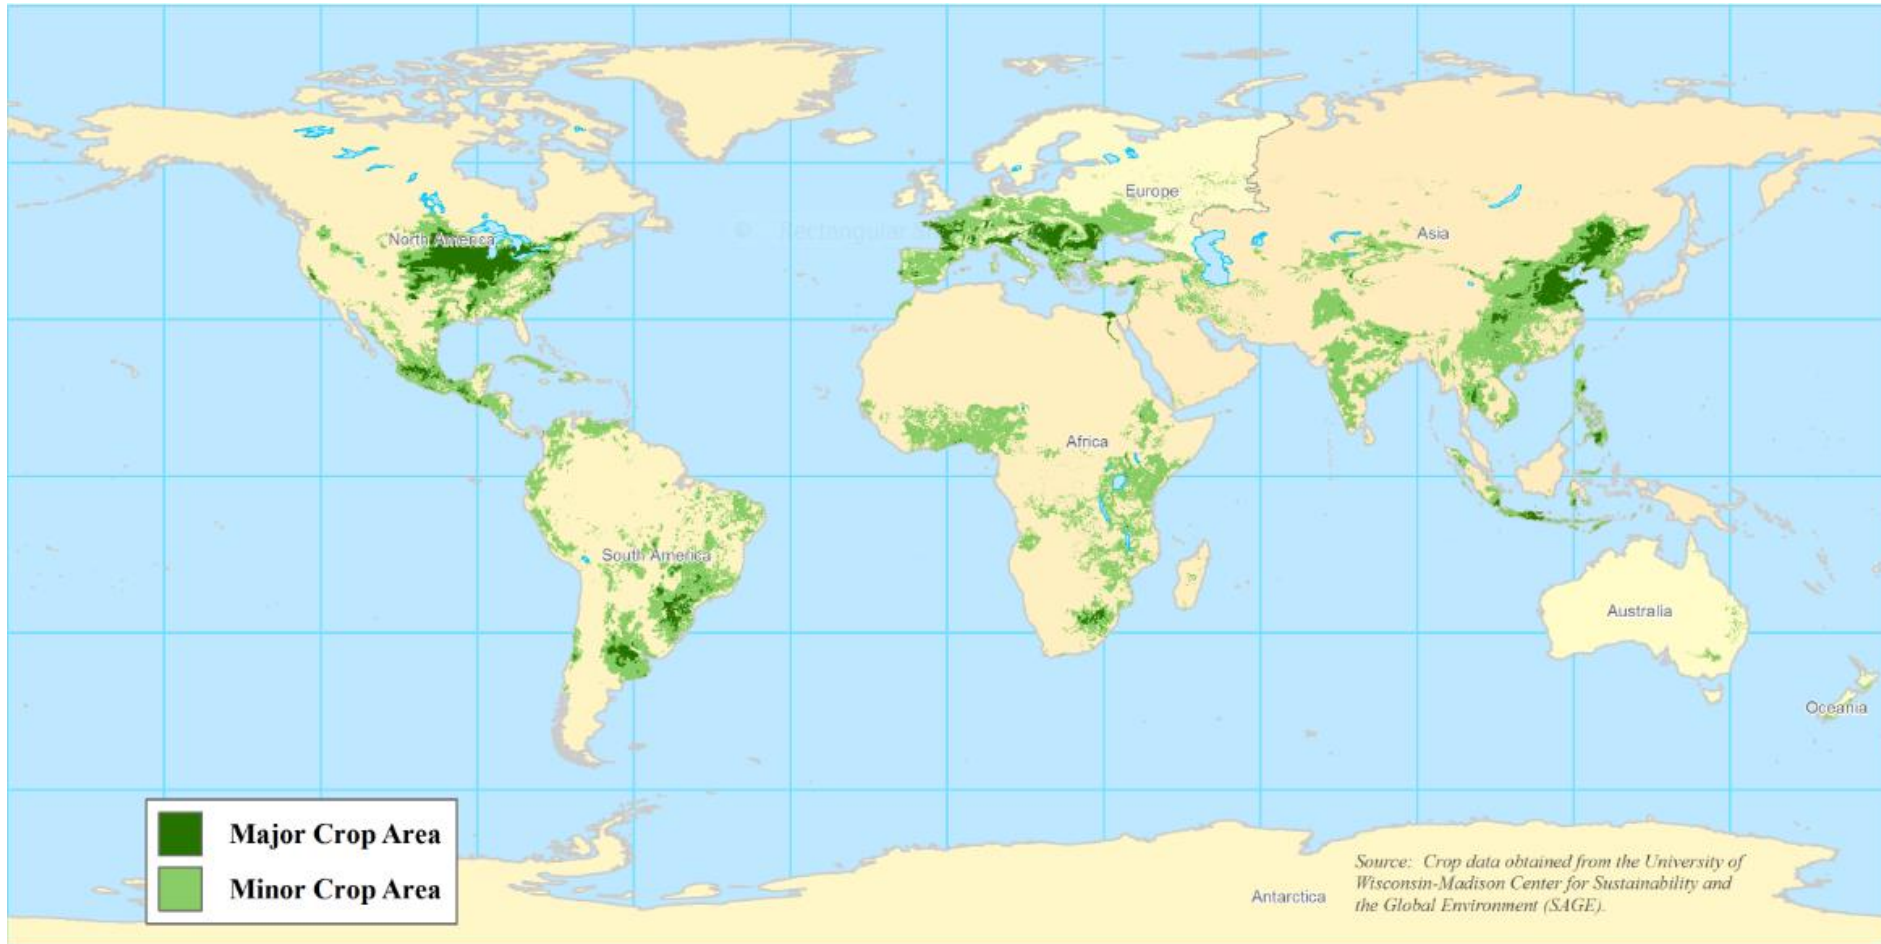 Europe
North America
Asia
Africa
South America
Australia
Oceania
Major Crop Area
Minor Crop Area
Antarctica
Source: Crop data obtained from the University of
Wisconsin-Madison Center for Sustainability and
the Global Environment (SAGE).